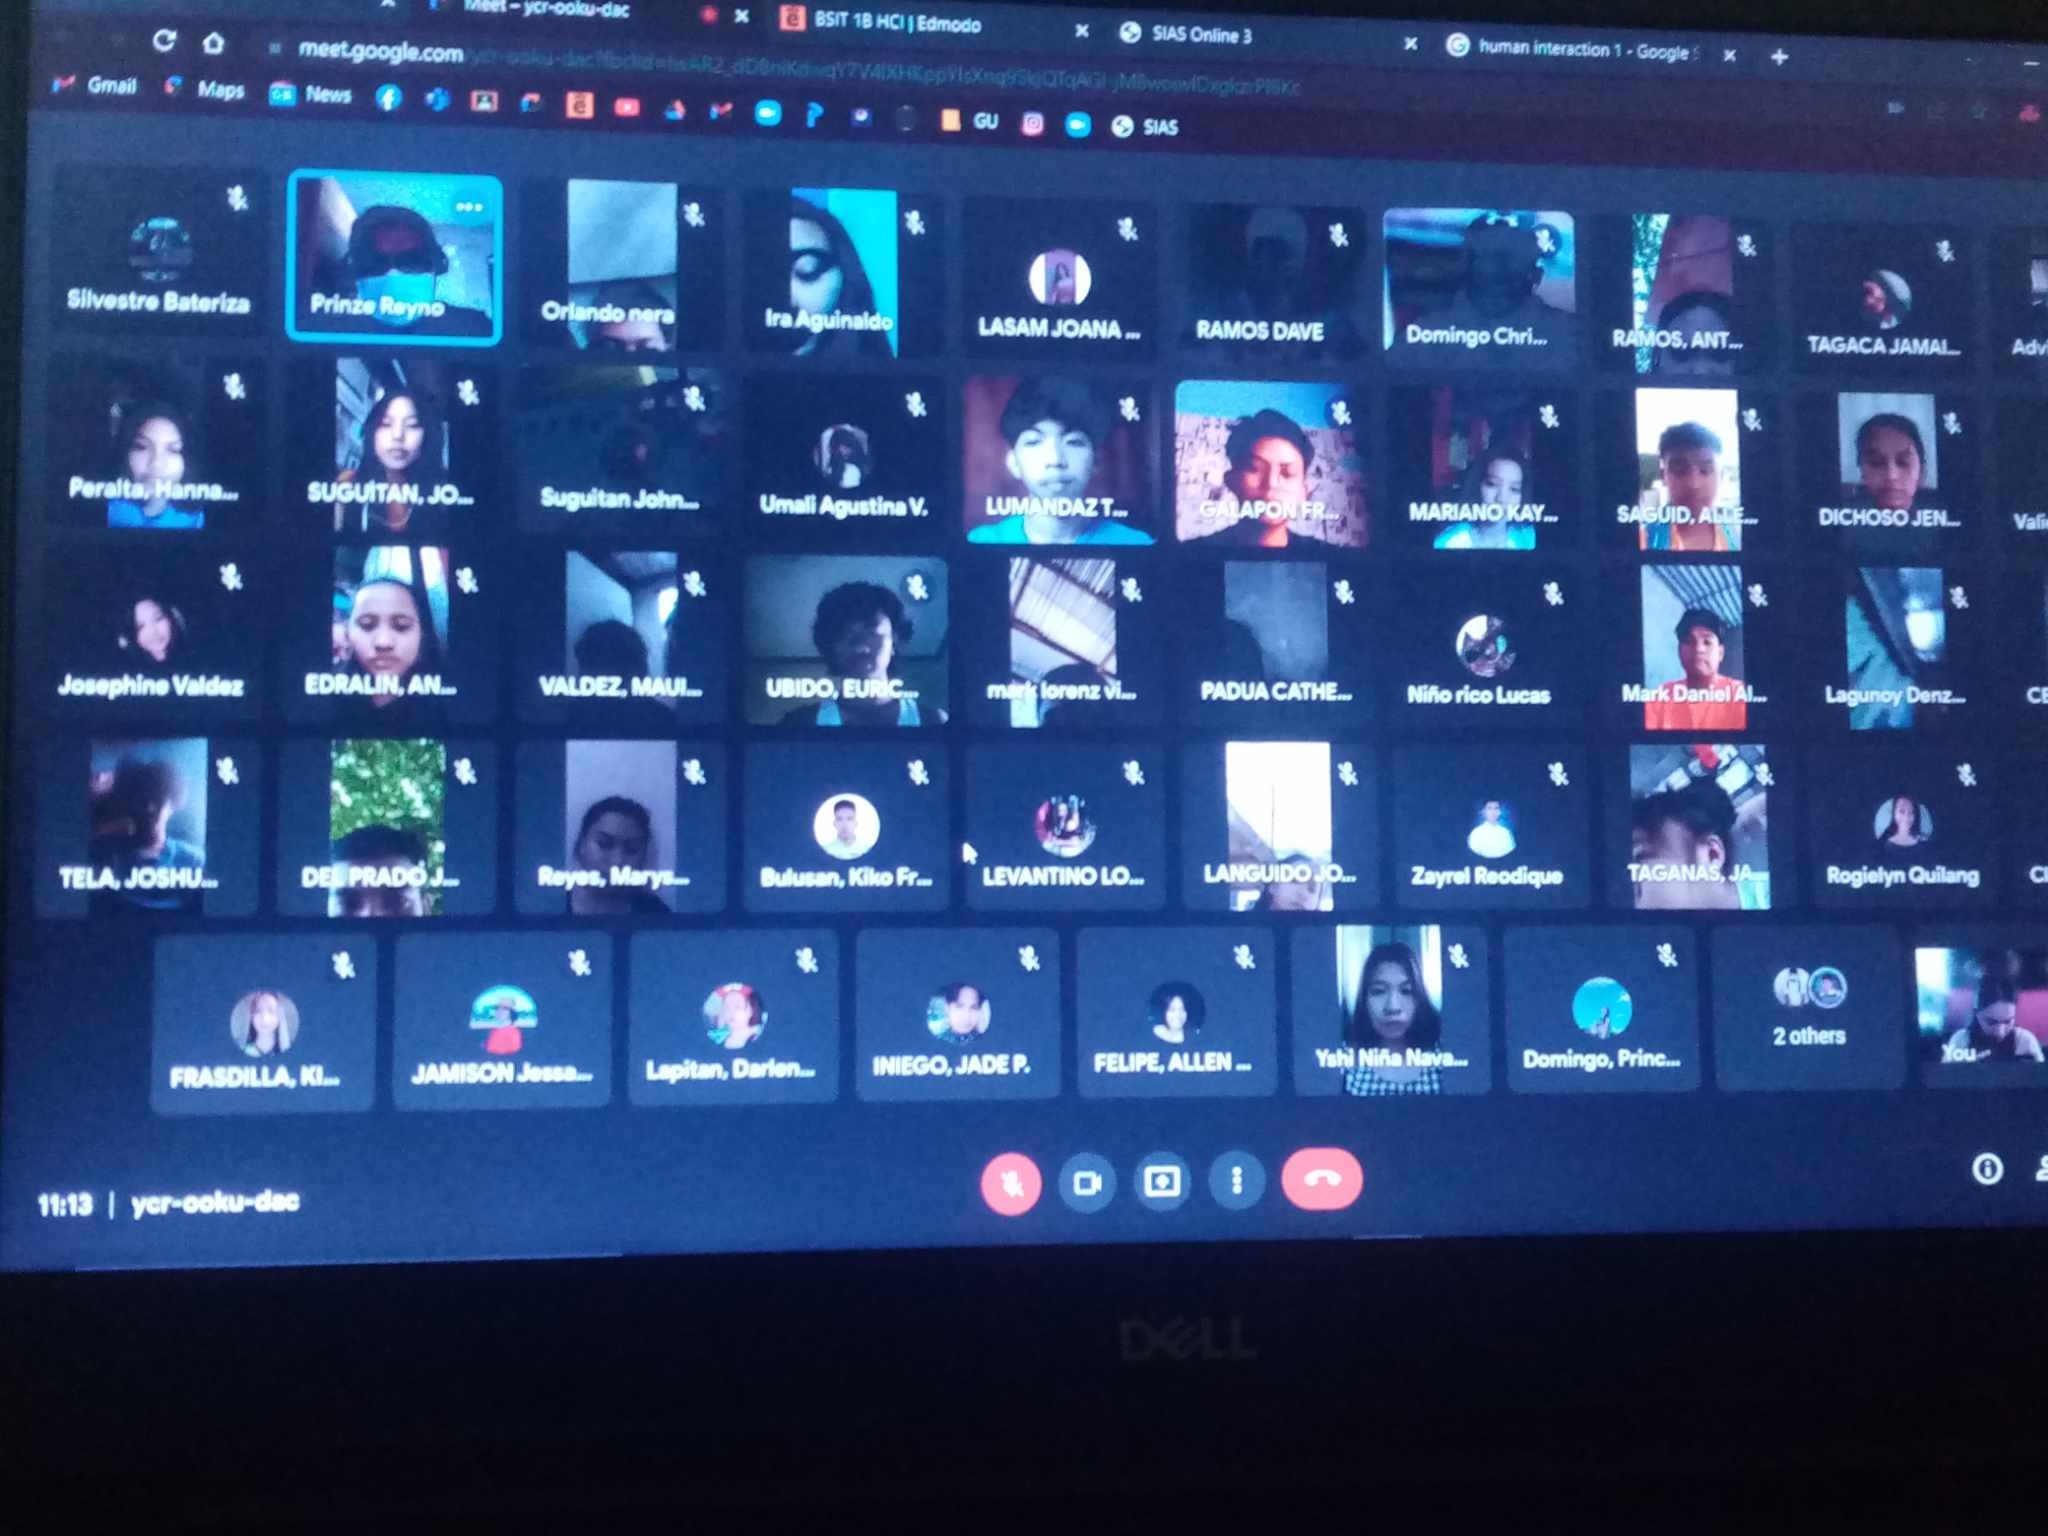 Meet – ycr-ooku-dac
BSIT 1B HCI | Edmodo
SIAS Online 3
human interaction 1 - Google
meet.google.com
Gmail
Maps
News
GU
SIAS
Silvestre Bateriza
Prinze Reyno
Orlando nera
Ira Aguinaldo
LASAM JOANA ...
RAMOS DAVE
Domingo Chri...
RAMOS, ANT...
TAGACA JAMAI...
Adv
Peralta, Hanna...
SUGUITAN, JO...
Suguitan John...
Umali Agustina V.
LUMANDAZ T...
GALAPON FR...
MARIANO KAY...
SAGUID, ALLE...
DICHOSO JEN...
Vali
Josephine Valdez
EDRALIN, AN...
VALDEZ, MAUI...
UBIDO, EURIC...
mark lorenz vi...
PADUA CATHE...
Niño rico Lucas
Mark Daniel Al...
Lagunoy Denz...
TELA, JOSHU...
DEL PRADO J...
Reyes, Marys...
Bulusan, Kiko Fr...
LEVANTINO LO...
LANGUIDO JO...
Zayrel Reodique
TAGANAS, JA...
Rogielyn Quilang
FRASDILLA, KI...
JAMISON Jessa...
Lapitan, Darlen...
INIEGO, JADE P.
FELIPE, ALLEN ...
Yshi Niña Nava...
Domingo, Princ...
2 others
You
11:13 | ycr-ooku-dac
DELL